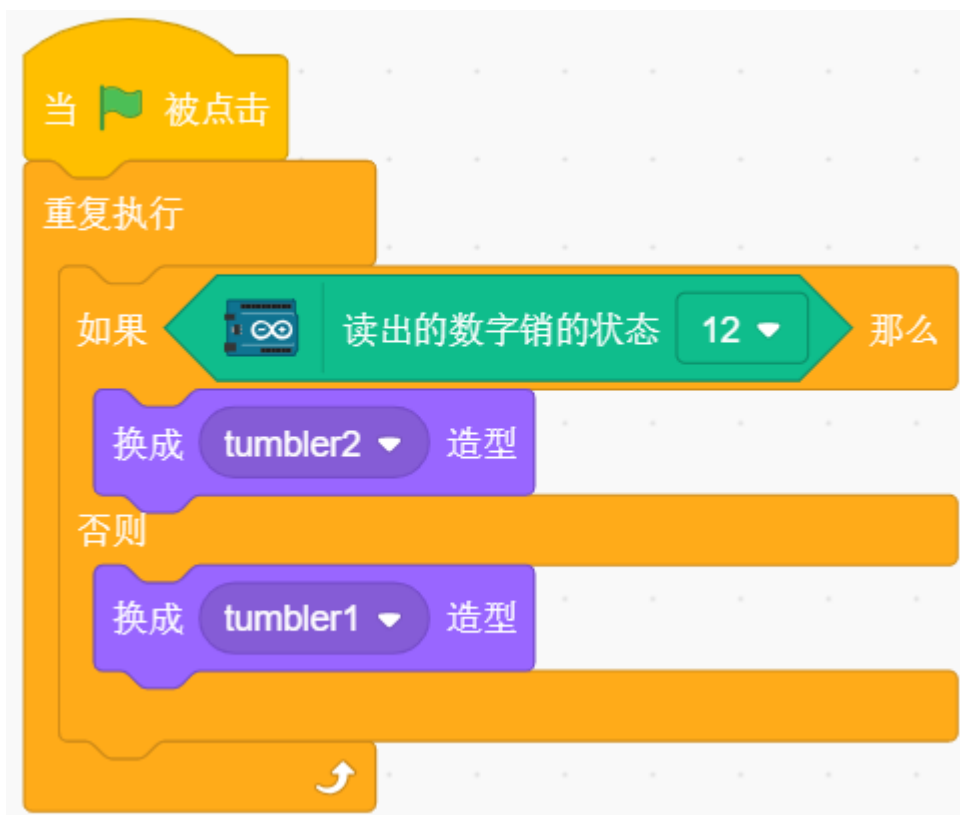 当 被点击
重复执行
如果 读出的数字销的状态 12 那么
换成 tumbler2 造型
否则
换成 tumbler1 造型